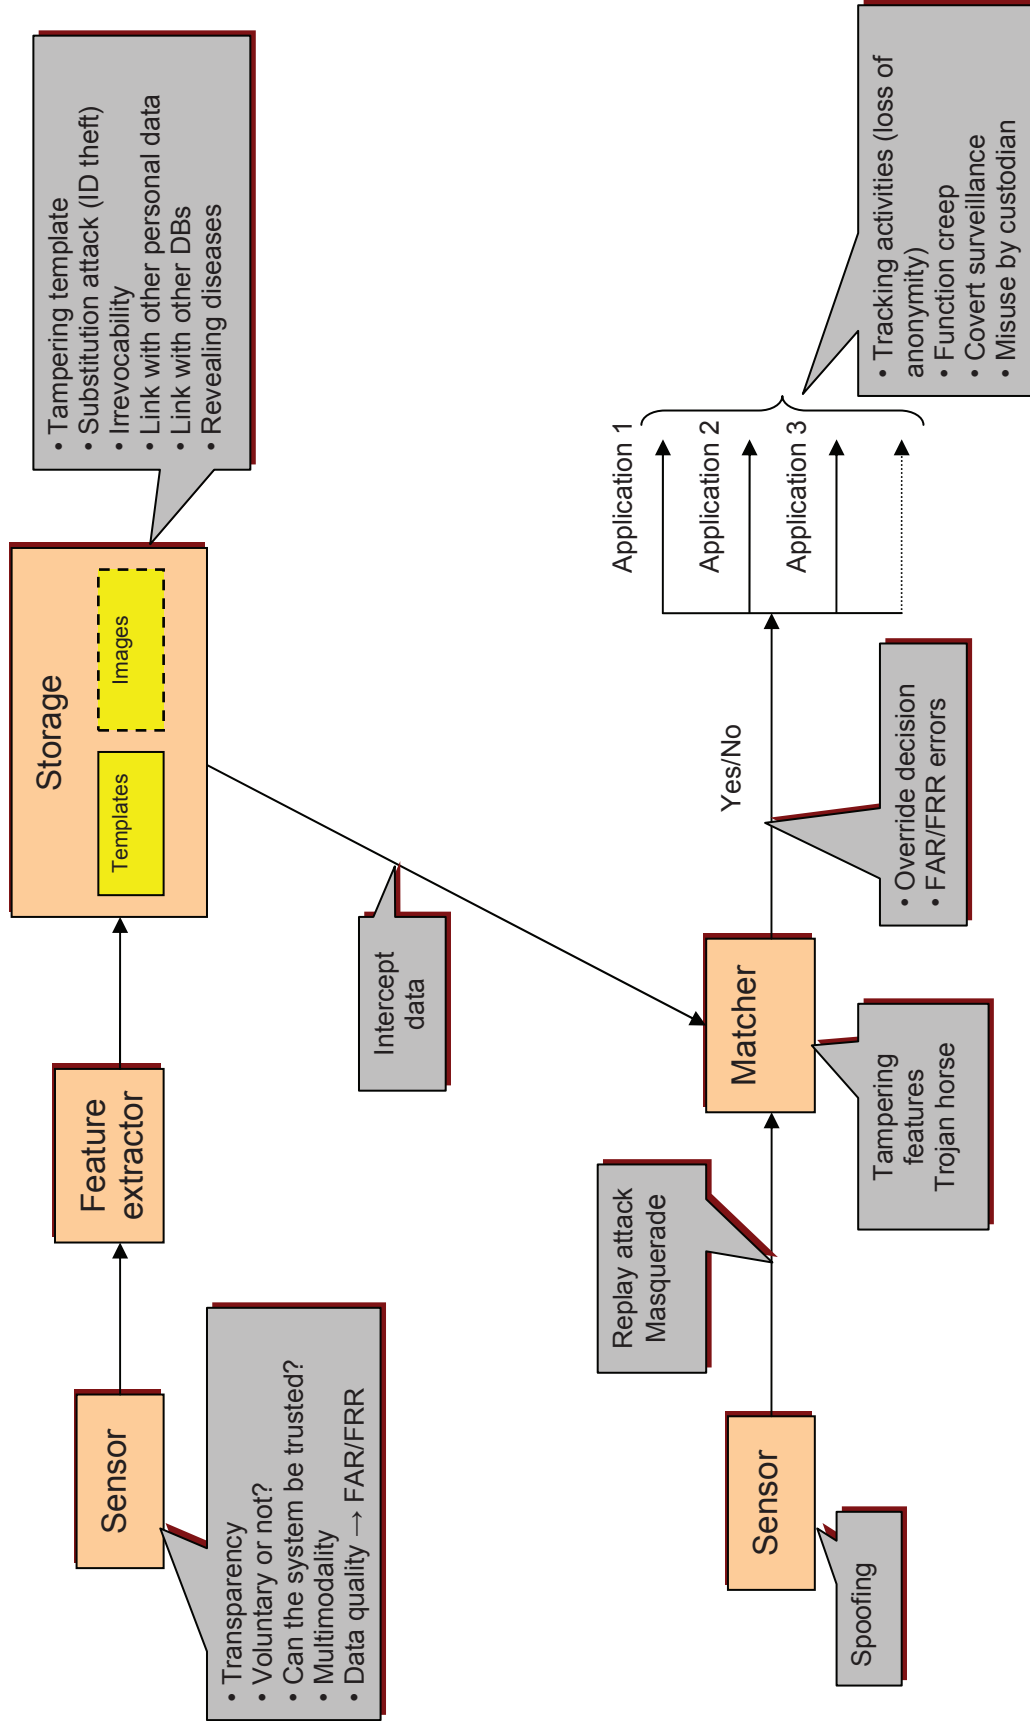 Sensor
• Transparency
• Voluntary or not?
• Can the system be trusted?
• Multimodality
• Data quality → FAR/FRR
Feature
extractor
Storage
Templates
Images
• Tampering template
• Substitution attack (ID theft)
• Irrevocability
• Link with other personal data
• Link with other DBs
• Revealing diseases
Intercept
data
Sensor
Spoofing
Replay attack
Masquerade
Matcher
Tampering
features
Trojan horse
Yes/No
• Override decision
• FAR/FRR errors
Application 1
Application 2
Application 3
• Tracking activities (loss of
anonymity)
• Function creep
• Covert surveillance
• Misuse by custodian